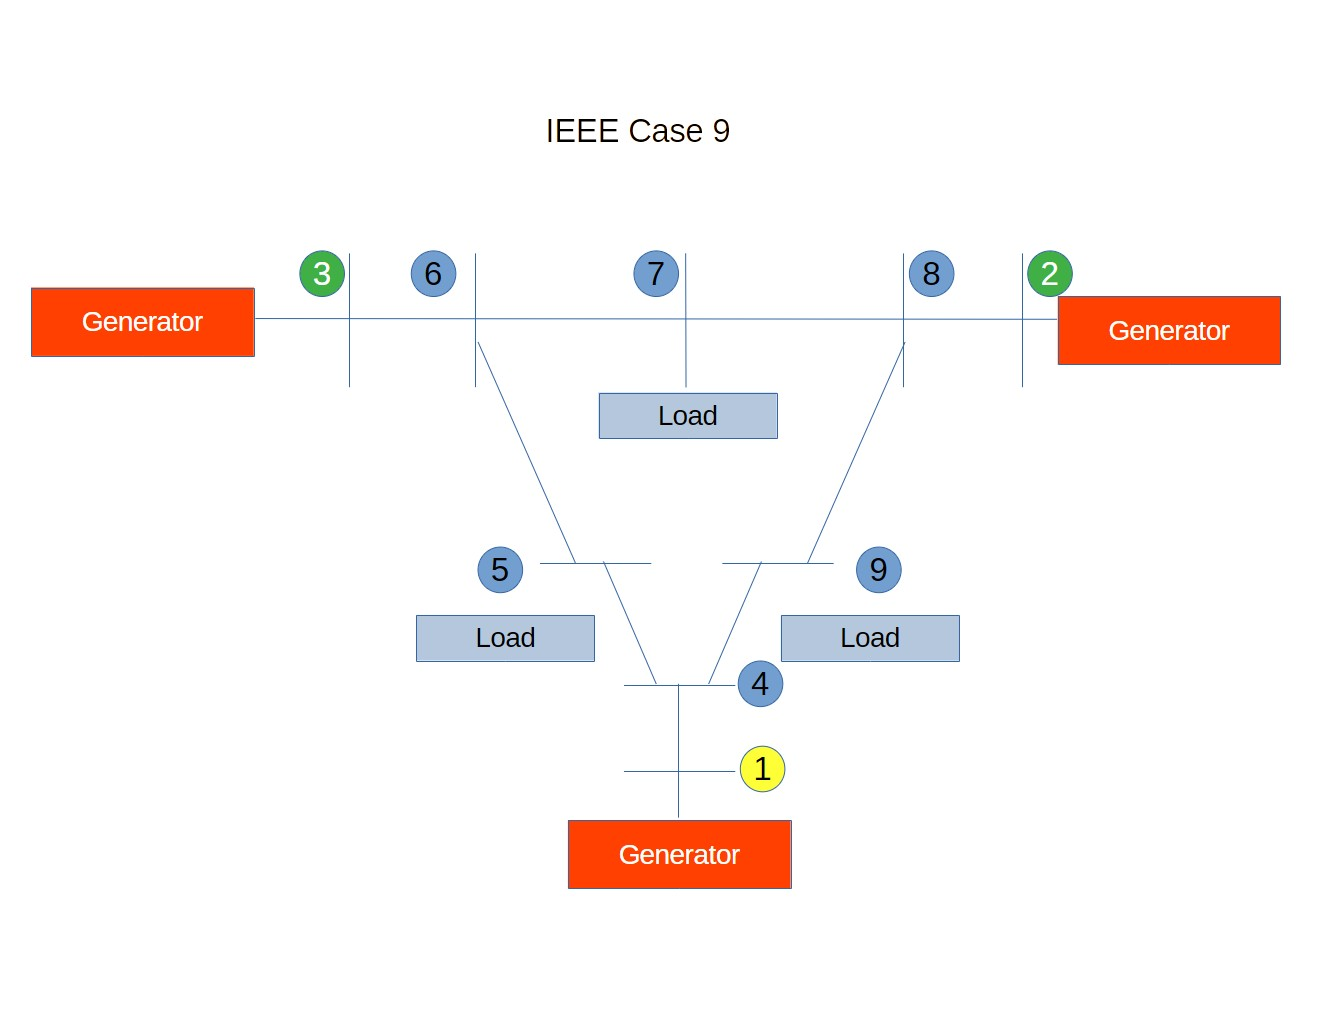 IEEE Case 9
3 6 7 8 2
Generator
Generator
Load
5 9
Load Load
4
1
Generator